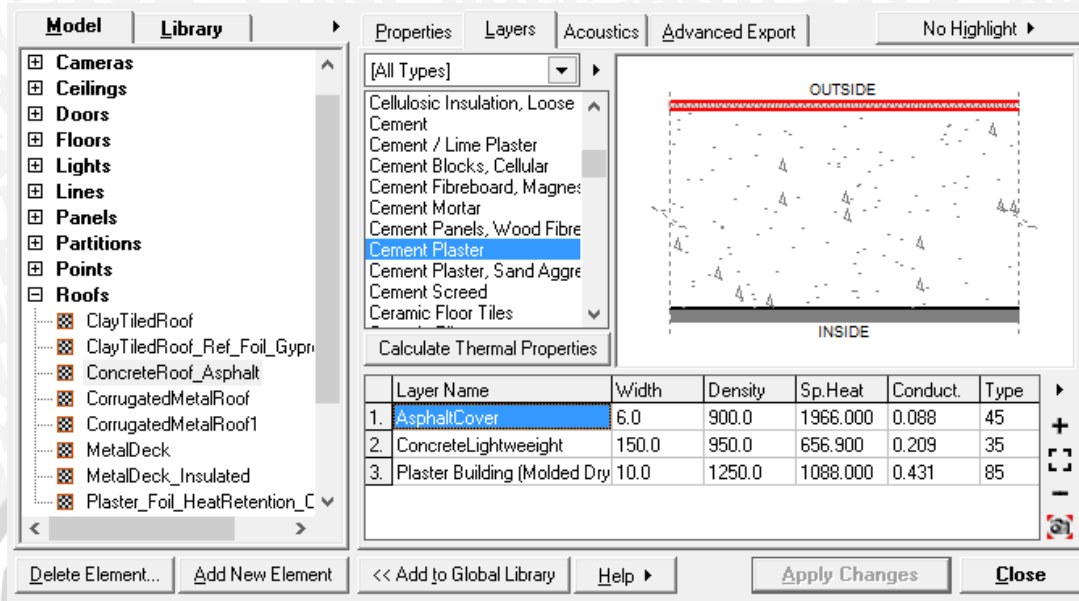 Model
Library
Cameras
Ceilings
Doors
Floors
Lights
Lines
Panels
Partitions
Points
Roofs
ClayTiledRoof
ClayTiledRoof_Ref_Foil_Gypr
ConcreteRoof_Asphalt
CorrugatedMetalRoof
CorrugatedMetalRoof1
MetalDeck
MetalDeck_Insulated
Plaster_Foil_HeatRetention_C
Delete Element...
Add New Element
Properties
Layers
Acoustics
Advanced Export
No Highlight
[All Types]
Cellulosic Insulation, Loose
Cement
Cement / Lime Plaster
Cement Blocks, Cellular
Cement Fibreboard, Magnes
Cement Mortar
Cement Panels, Wood Fibre
Cement Plaster
Cement Plaster, Sand Aggre
Cement Screed
Ceramic Floor Tiles
Calculate Thermal Properties
OUTSIDE
INSIDE
Layer Name Width Density Sp.Heat Conduct. Type
1. AsphaltCover 6.0 900.0 1966.000 0.088 45
2. ConcreteLightweeight 150.0 950.0 656.900 0.209 35
3. Plaster Building (Molded Dry 10.0 1250.0 1088.000 0.431 85
<< Add to Global Library
Help
Apply Changes
Close